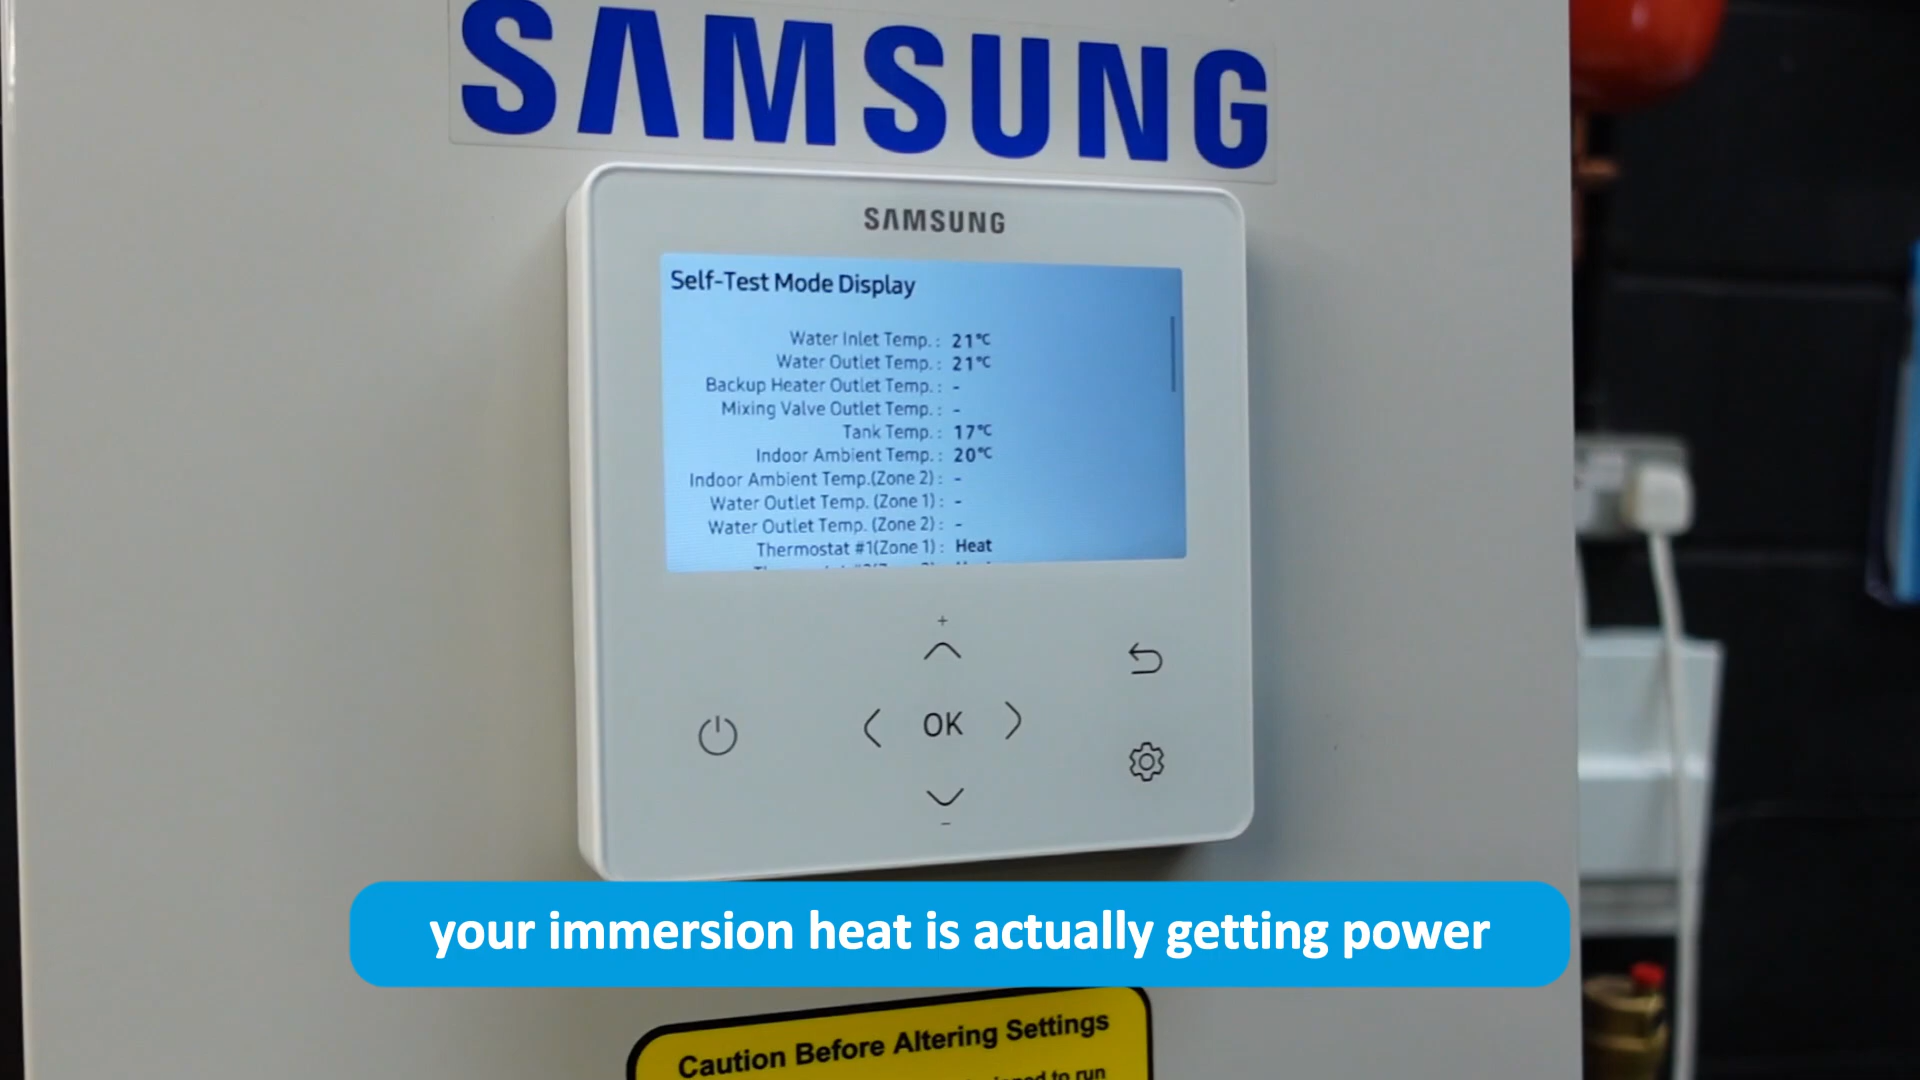 SAMSUNG
SAMSUNG
Self-Test Mode Display
Water Inlet Temp. : 21°C
Water Outlet Temp. : 21°C
Backup Heater Outlet Temp. : -
Mixing Valve Outlet Temp. : -
Tank Temp. : 17°C
Indoor Ambient Temp. : 20°C
Indoor Ambient Temp.(Zone 2) : -
Water Outlet Temp. (Zone 1) : -
Water Outlet Temp. (Zone 2) : -
Thermostat #1(Zone 1) : Heat
+
OK
-
your immersion heat is actually getting power
Caution Before Altering Settings
to run